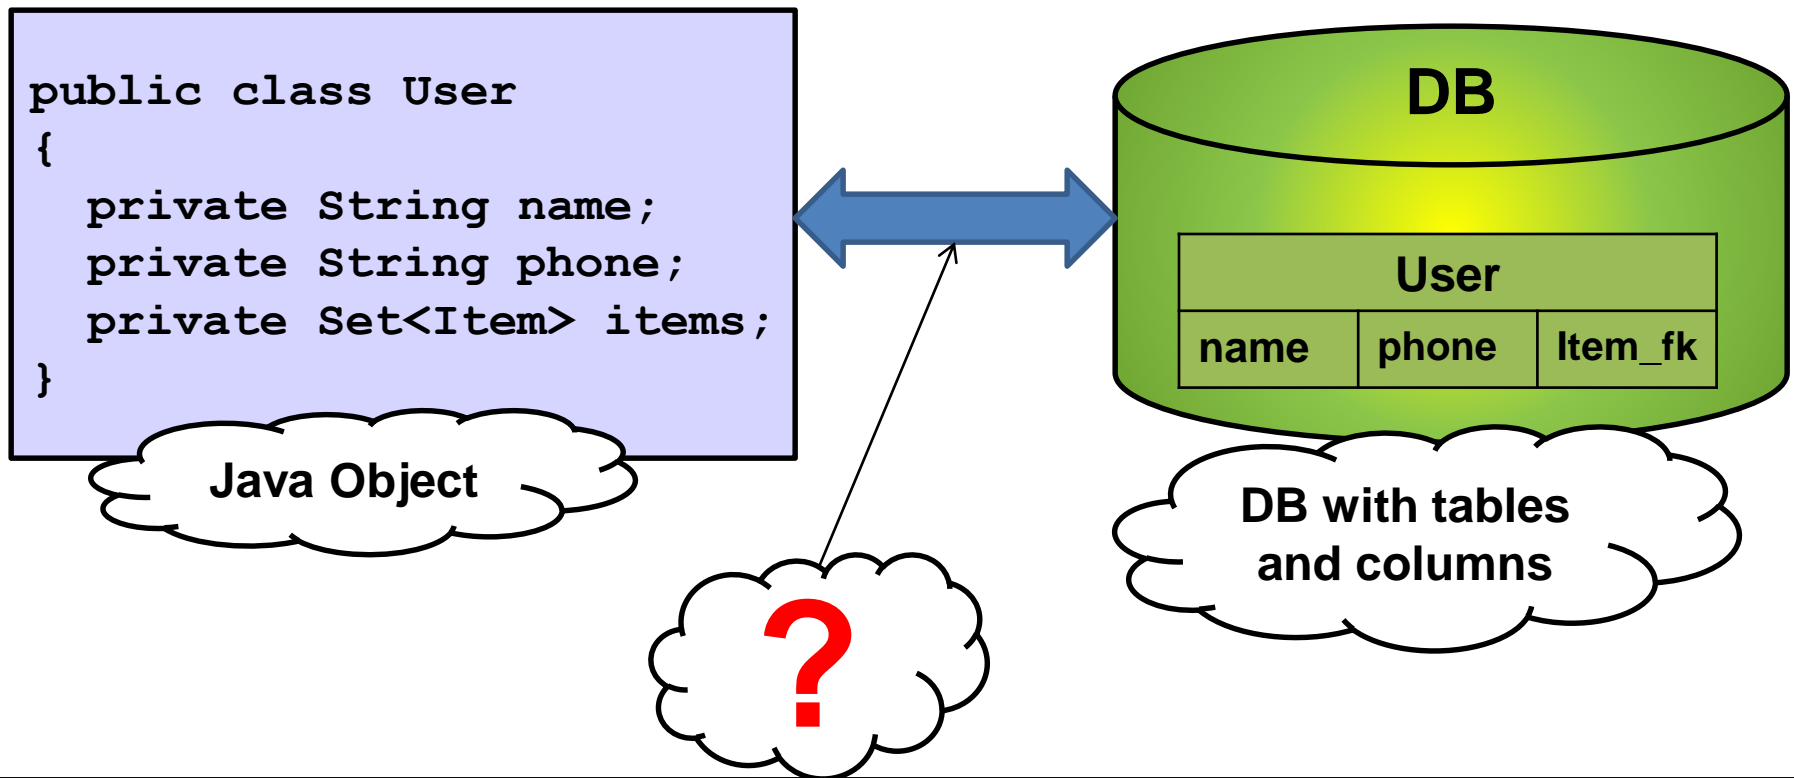 public class User
{
private String name;
private String phone;
private Set<Item> items;
}
Java Object
?
DB
User
name phone Item_fk
DB with tables
and columns